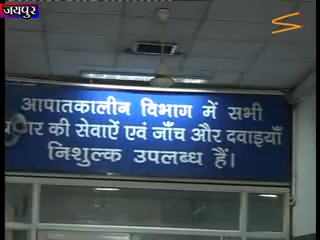 जयपुर
आपातकालीन विभाग में सभी
की सेवाऐं एवं जाँच और दवाइयाँ
निशुल्क उपलब्ध हैं।